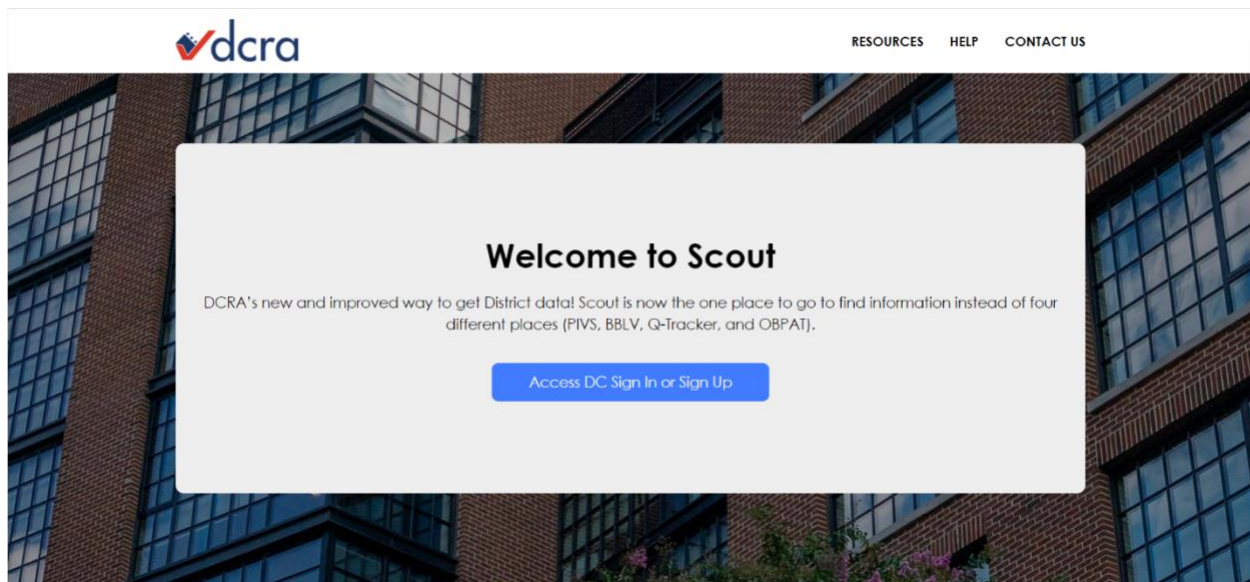 dcra
RESOURCES HELP CONTACT US
Welcome to Scout
DCRA's new and improved way to get District data! Scout is now the one place to go to find information instead of four
different places (PIVS, BBLV, Q-Tracker, and OBPAT).
Access DC Sign In or Sign Up